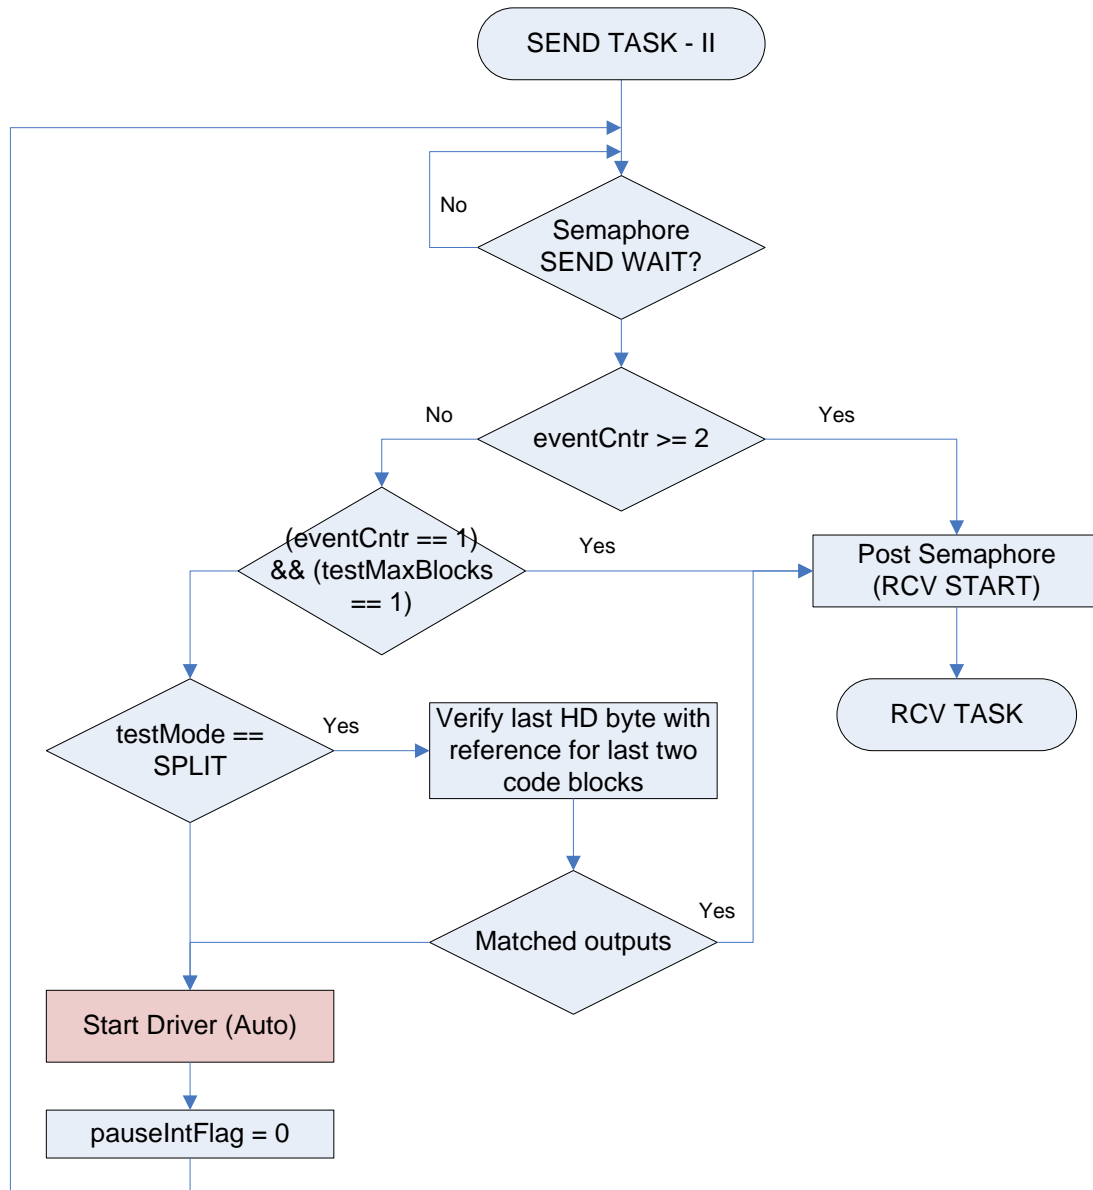 SEND TASK - II
No
Semaphore
SEND WAIT?
No
Yes
eventCntr >= 2
(eventCntr == 1)
&& (testMaxBlocks
== 1)
Yes
Post Semaphore
(RCV START)
testMode ==
SPLIT
Yes
Verify last HD byte with
reference for last two
code blocks
RCV TASK
Matched outputs
Yes
Start Driver (Auto)
pauseIntFlag = 0